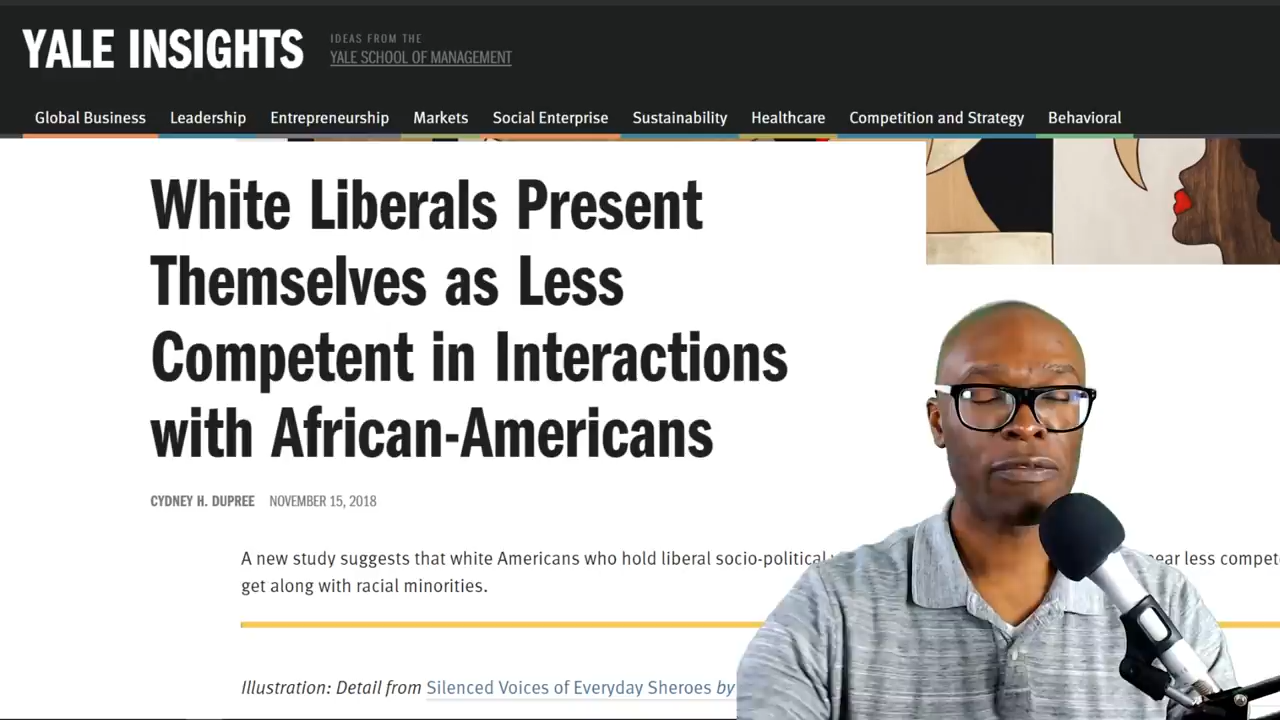 YALE INSIGHTS
IDEAS FROM THE
YALE SCHOOL OF MANAGEMENT
Global Business Leadership Entrepreneurship Markets Social Enterprise Sustainability Healthcare Competition and Strategy Behavioral
White Liberals Present
Themselves as Less
Competent in Interactions
with African-Americans
CYDNEY H. DUPREE NOVEMBER 15, 2018
A new study suggests that white Americans who hold liberal socio-political less
get along with racial minorities.
Illustration: Detail from Silenced Voices of Everyday Sheroes by